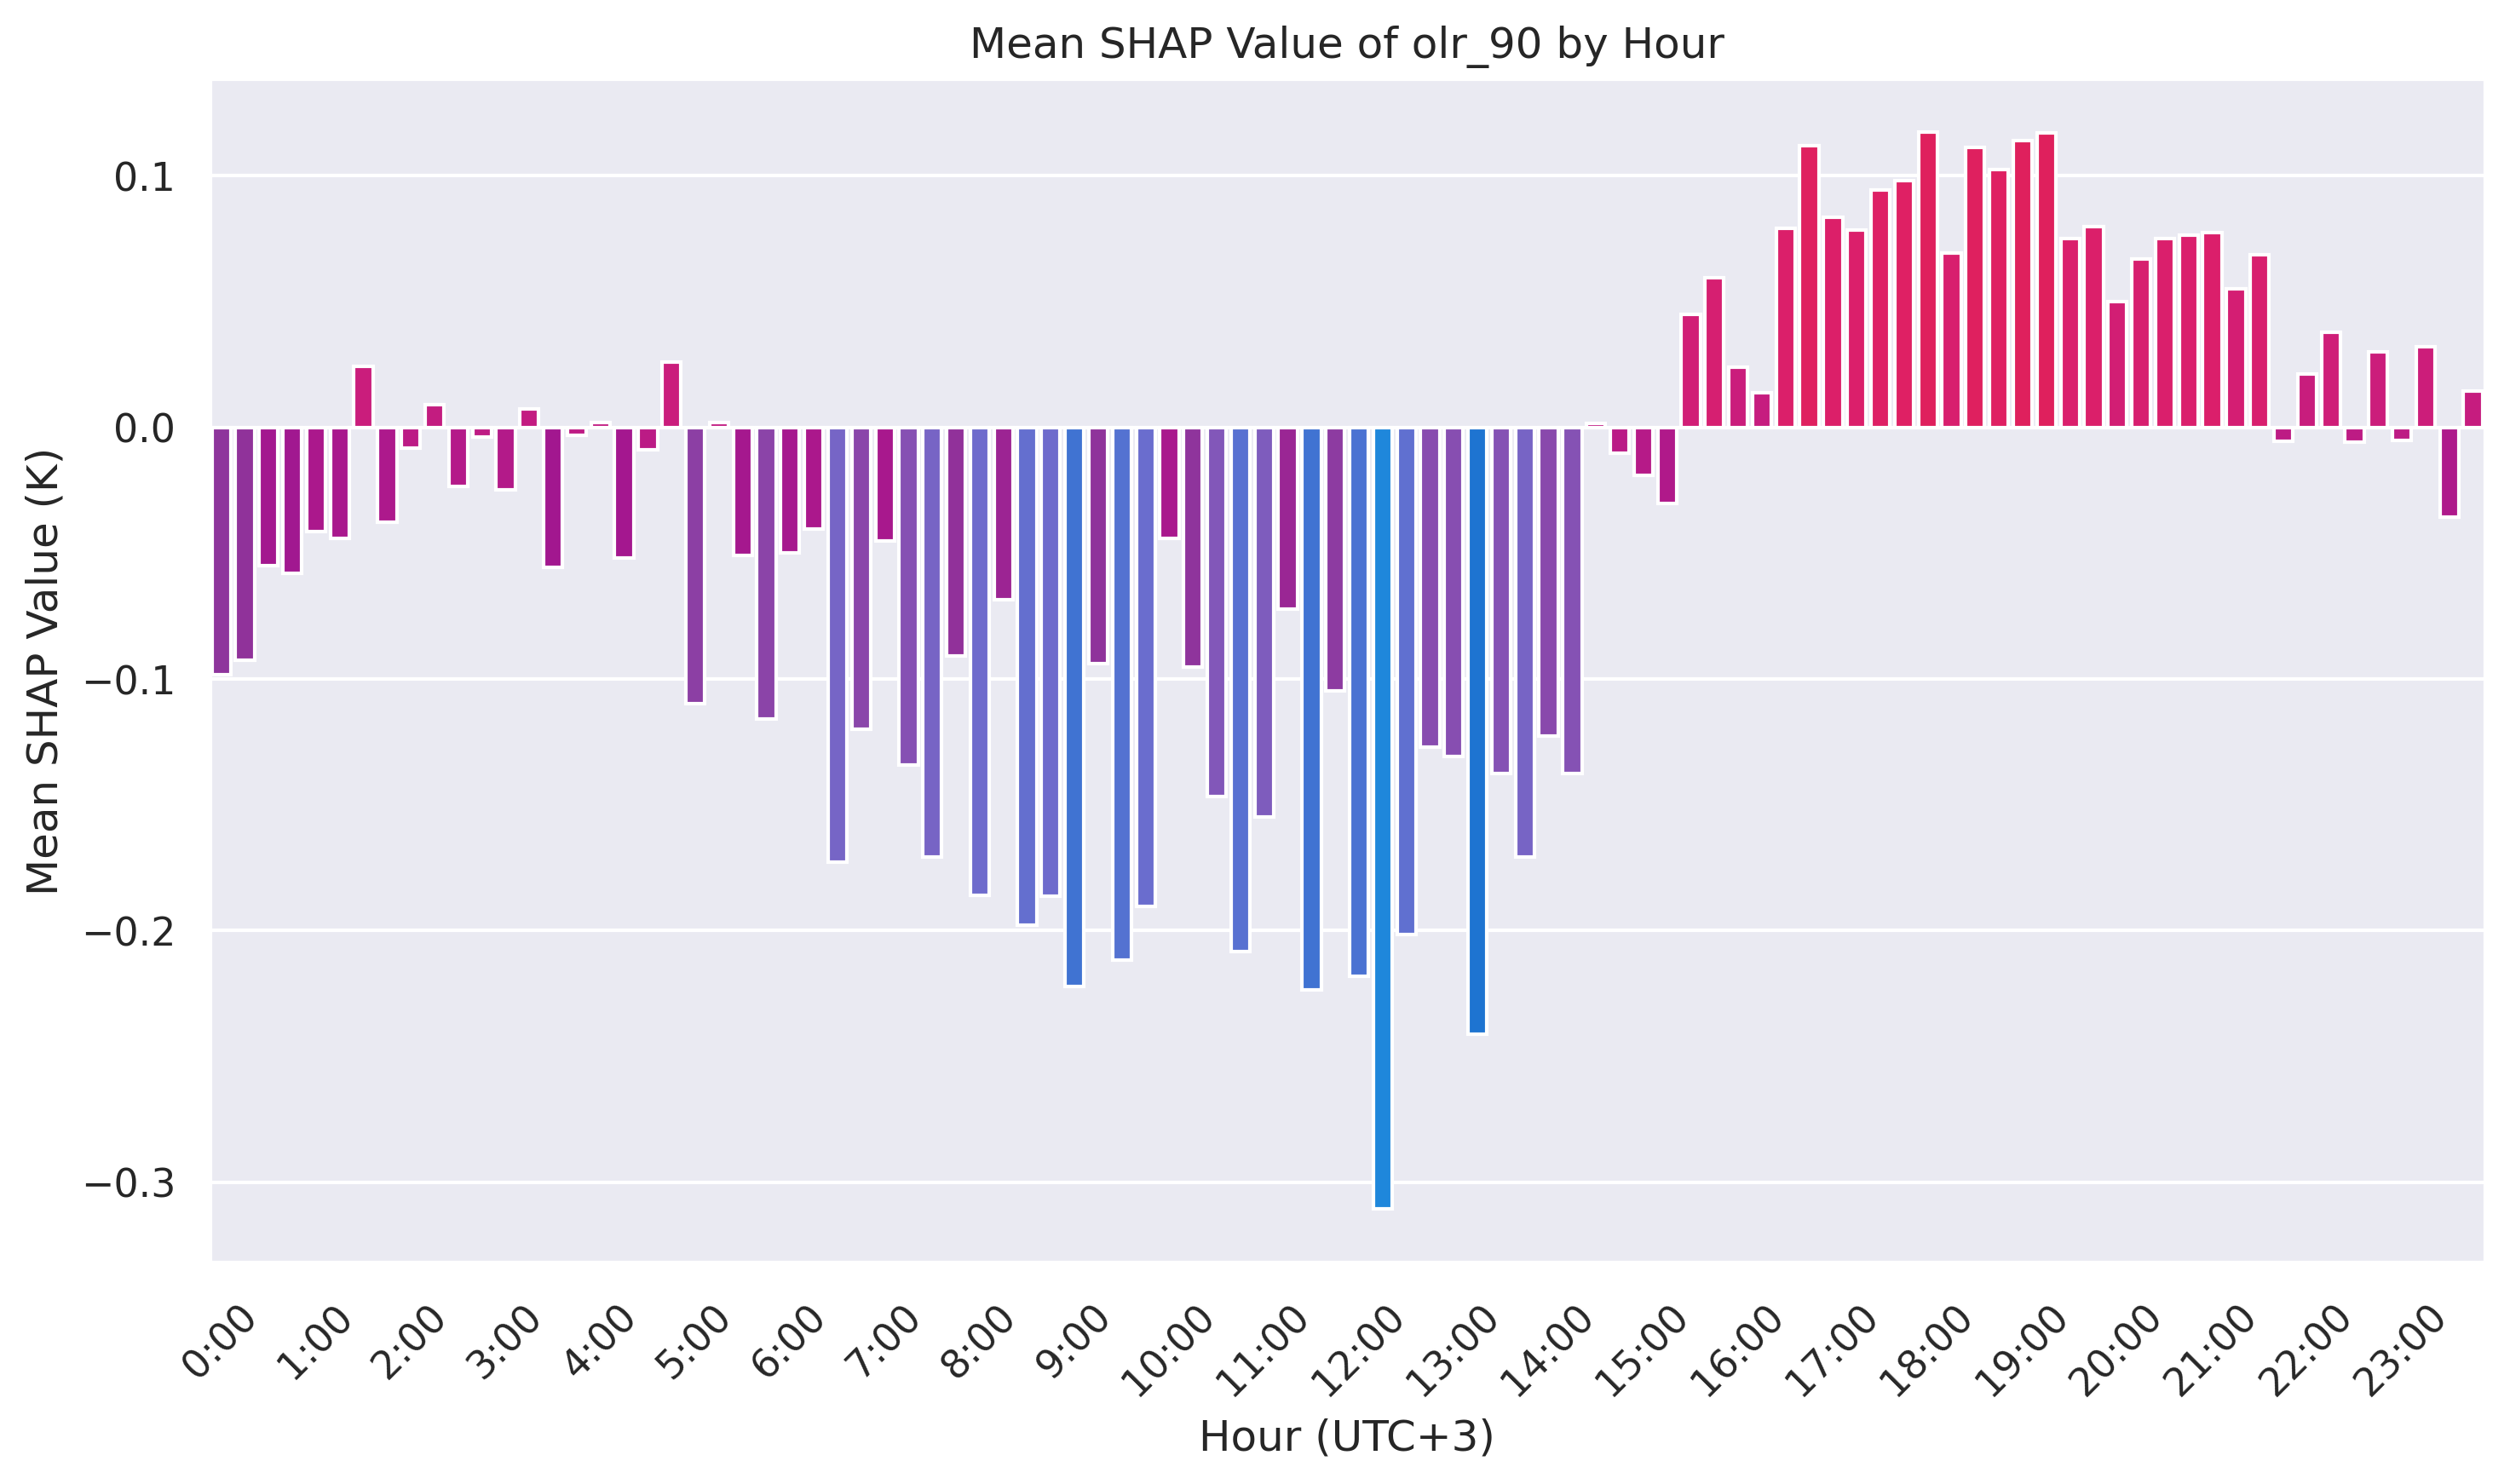 Mean SHAP Value of olr_90 by Hour
Mean SHAP Value (K)
0.1
0.0
−0.1
−0.2
−0.3
0:00 1:00 2:00 3:00 4:00 5:00 6:00 7:00 8:00 9:00 10:00 11:00 12:00 13:00 14:00 15:00 16:00 17:00 18:00 19:00 20:00 21:00 22:00 23:00
Hour (UTC+3)